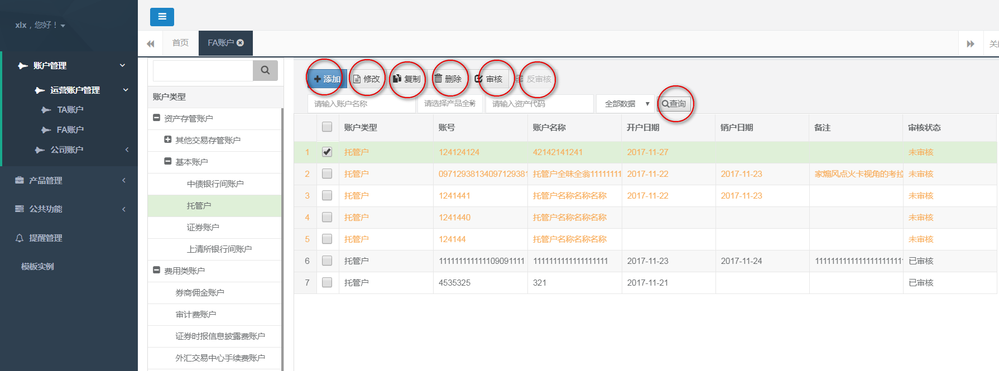 xlx，您好！
账户管理
运营账户管理
TA账户
FA账户
公司账户
产品管理
公共功能
提醒管理
模板实例
首页
FA账户
账户类型
资产存管账户
其他交易存管账户
基本账户
中债银行间账户
托管户
证券账户
上清所银行间账户
费用类账户
券商佣金账户
审计费账户
证券时报信息披露费账户
外汇交易中心手续费账户
添加 修改 复制 删除 审核 反审核
请输入账户名称 请选择产品全 请输入资产代码 全部数据 查询
账户类型 账号 账户名称 开户日期 销户日期 备注 审核状态
1 托管户 124124124 42142141241 2017-11-27 未审核
2 托管户 09712938134097129381 托管户全味全翁11111111 2017-11-22 2017-11-23 家煽风点火卡视角的考拉 未审核
3 托管户 1241441 托管户名称名称名称 2017-11-22 2017-11-23 未审核
4 托管户 1241440 托管户名称名称名称 未审核
5 托管户 124144 托管户名称名称名称 未审核
6 托管户 2017-11-23 2017-11-24 已审核
7 托管户 4535325 321 2017-11-21 已审核